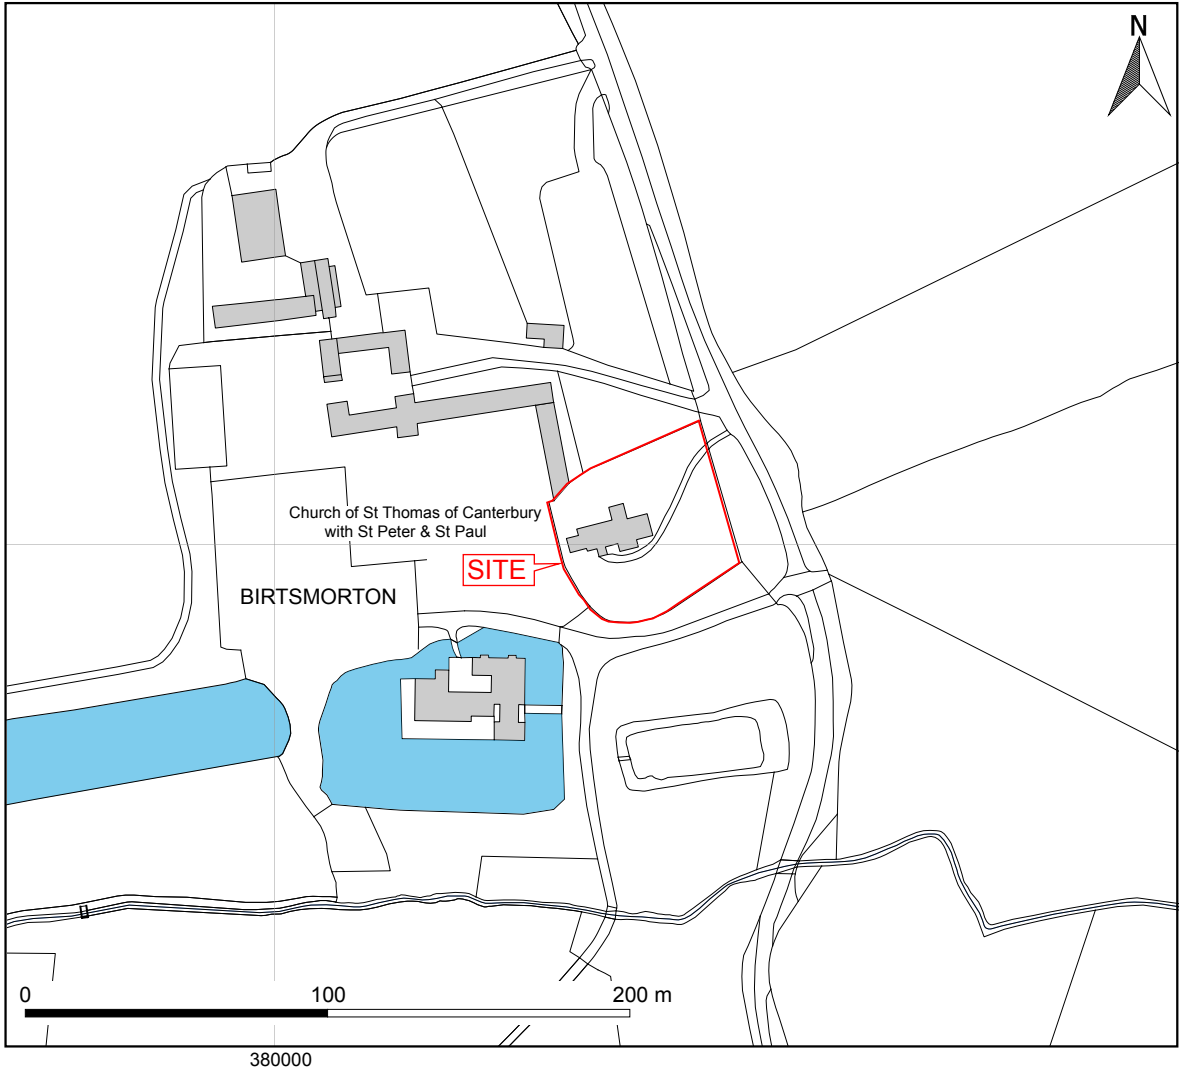 N
Church of St Thomas of Canterbury
with St Peter & St Paul
SITE
BIRTSMORTON
0 100 200 m
380000